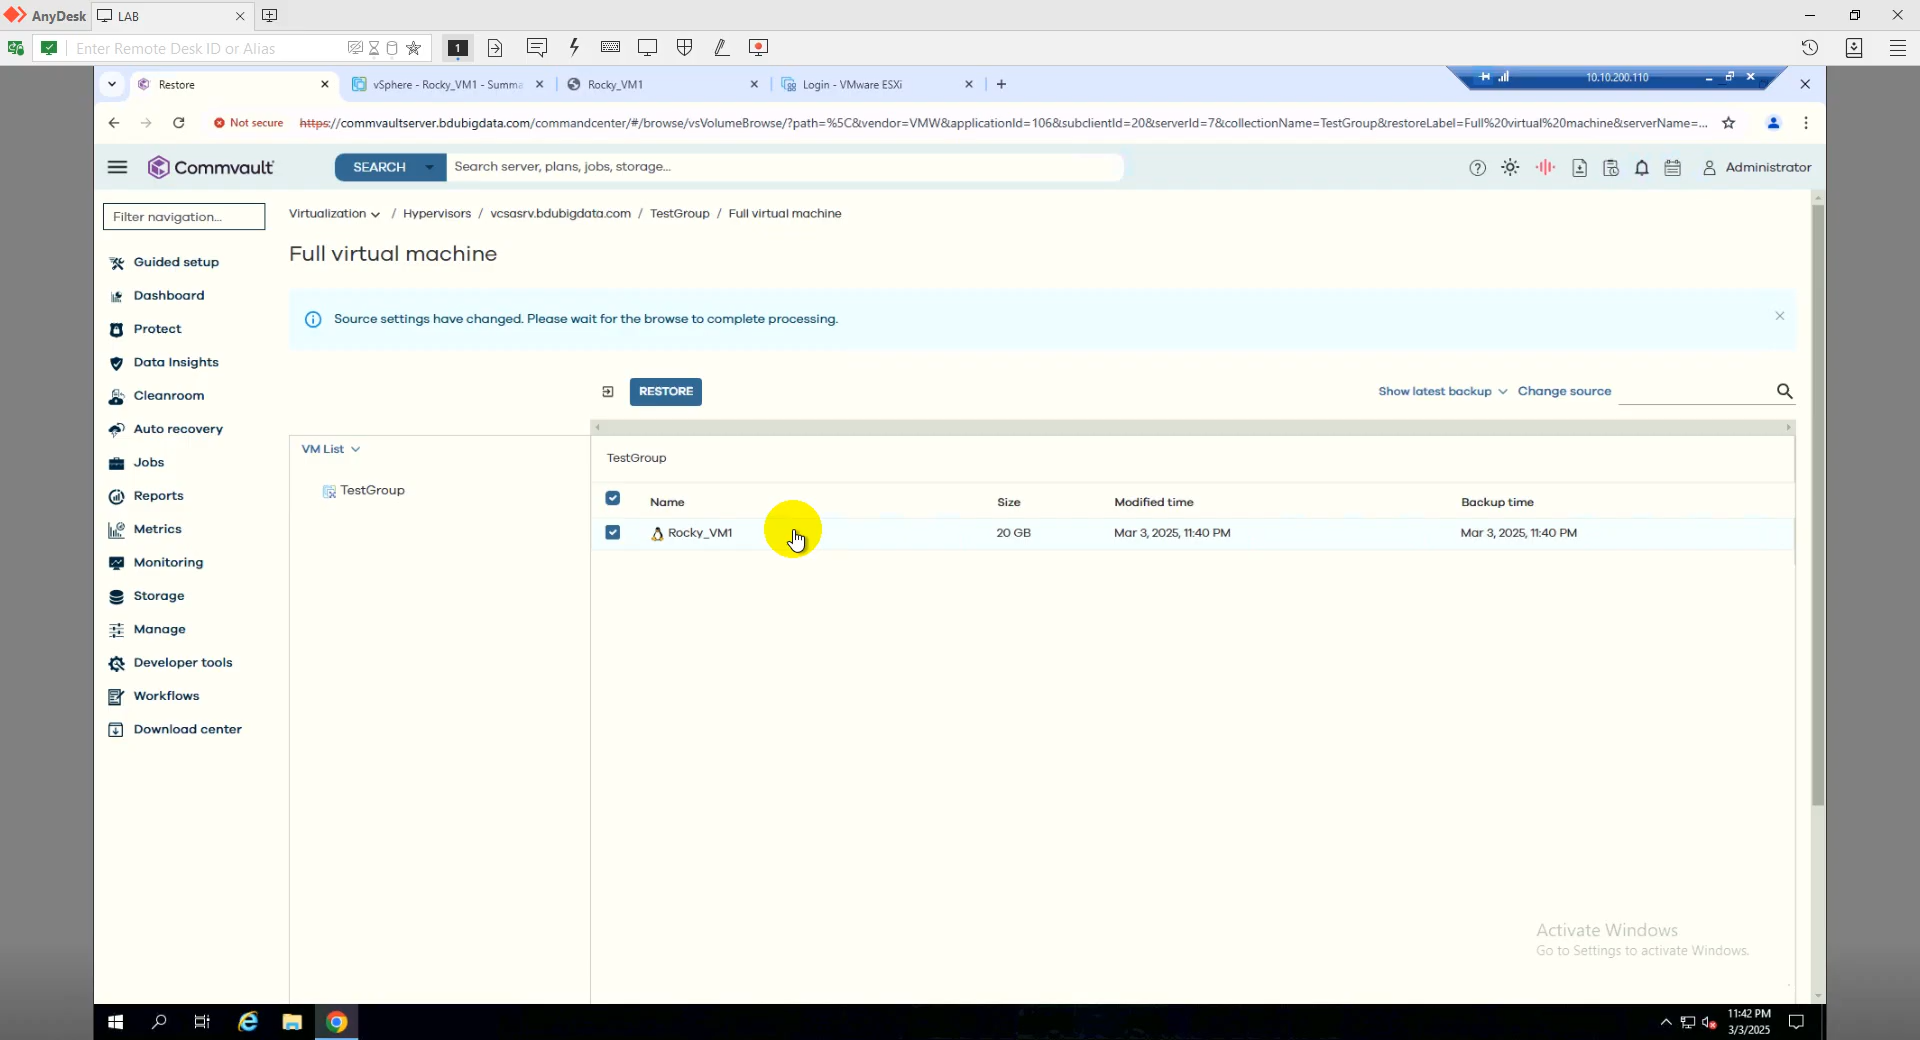 AnyDesk
LAB
Enter Remote Desk ID or Alias
1
Restore
vSphere - Rocky_VM1 - Summa
Rocky_VM1
Login - VMware ESXi
10.10.200.110
Not secure
https://commvaultserver.bdubigdata.com/commandcenter/#/browse/vsVolumeBrowse/?path=%5C&vendor=VMW&applicationId=106&subclientId=20&serverId=7&collectionName=TestGroup&restoreLabel=Full%20virtual%20machine&serverName=...
Commvault
SEARCH
Search server, plans, jobs, storage...
Administrator
Filter navigation...
Virtualization / Hypervisors / vcsasrv.bdubigdata.com / TestGroup / Full virtual machine
Full virtual machine
Guided setup
Dashboard
Protect
Data Insights
Cleanroom
Auto recovery
Jobs
Reports
Metrics
Monitoring
Storage
Manage
Developer tools
Workflows
Download center
Source settings have changed. Please wait for the browse to complete processing.
RESTORE
Show latest backup
Change source
VM List
TestGroup
TestGroup
Name Size Modified time Backup time
Rocky_VM1 20 GB Mar 3, 2025, 11:40 PM Mar 3, 2025, 11:40 PM
Activate Windows
Go to Settings to activate Windows.
11:42 PM
3/3/2025